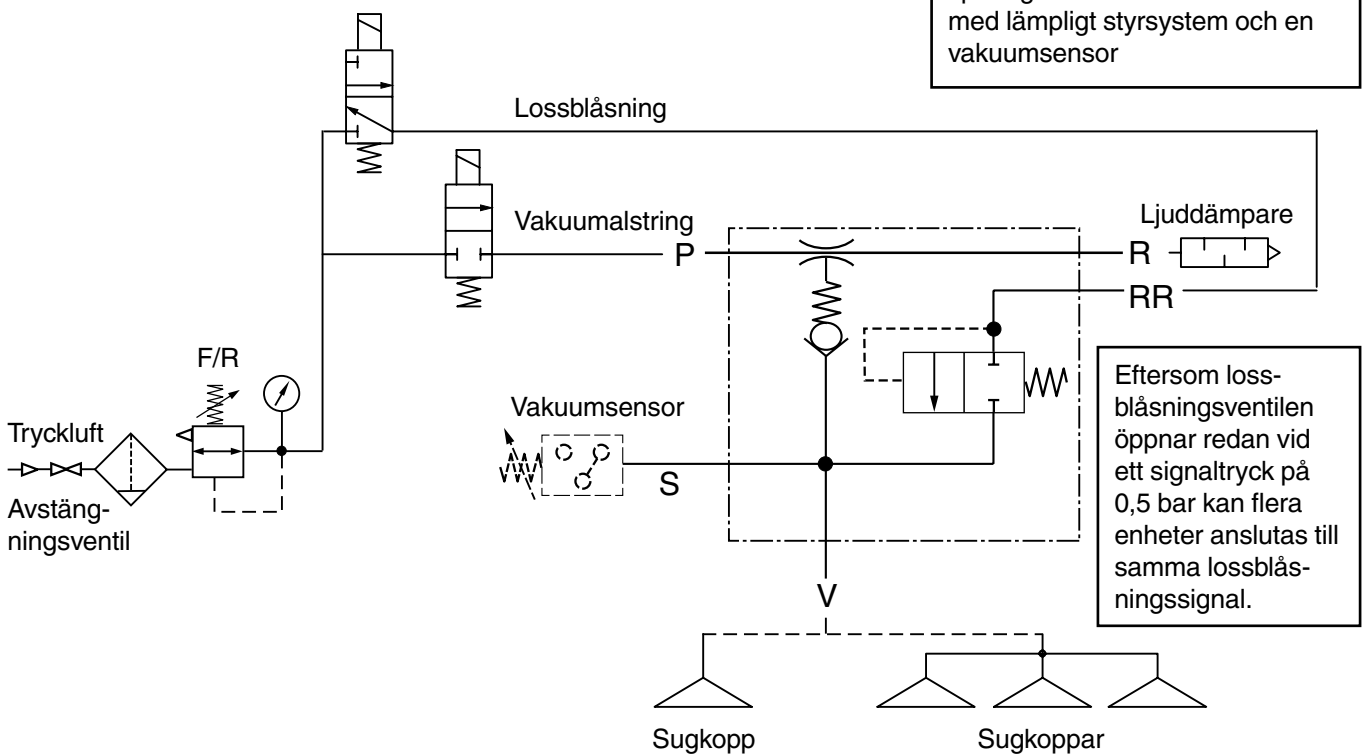 med lämpligt styrsystem och en
vakuumsensor
Lossblåsning
Vakuumalstring
Ljuddämpare
P
R
RR
F/R
Tryckluft
Avstäng-
ningsventil
Vakuumsensor
S
Eftersom loss-
blåsningsventilen
öppnar redan vid
ett signaltryck på
0,5 bar kan flera
enheter anslutas till
samma lossblås-
ningssignal.
V
Sugkopp
Sugkoppar